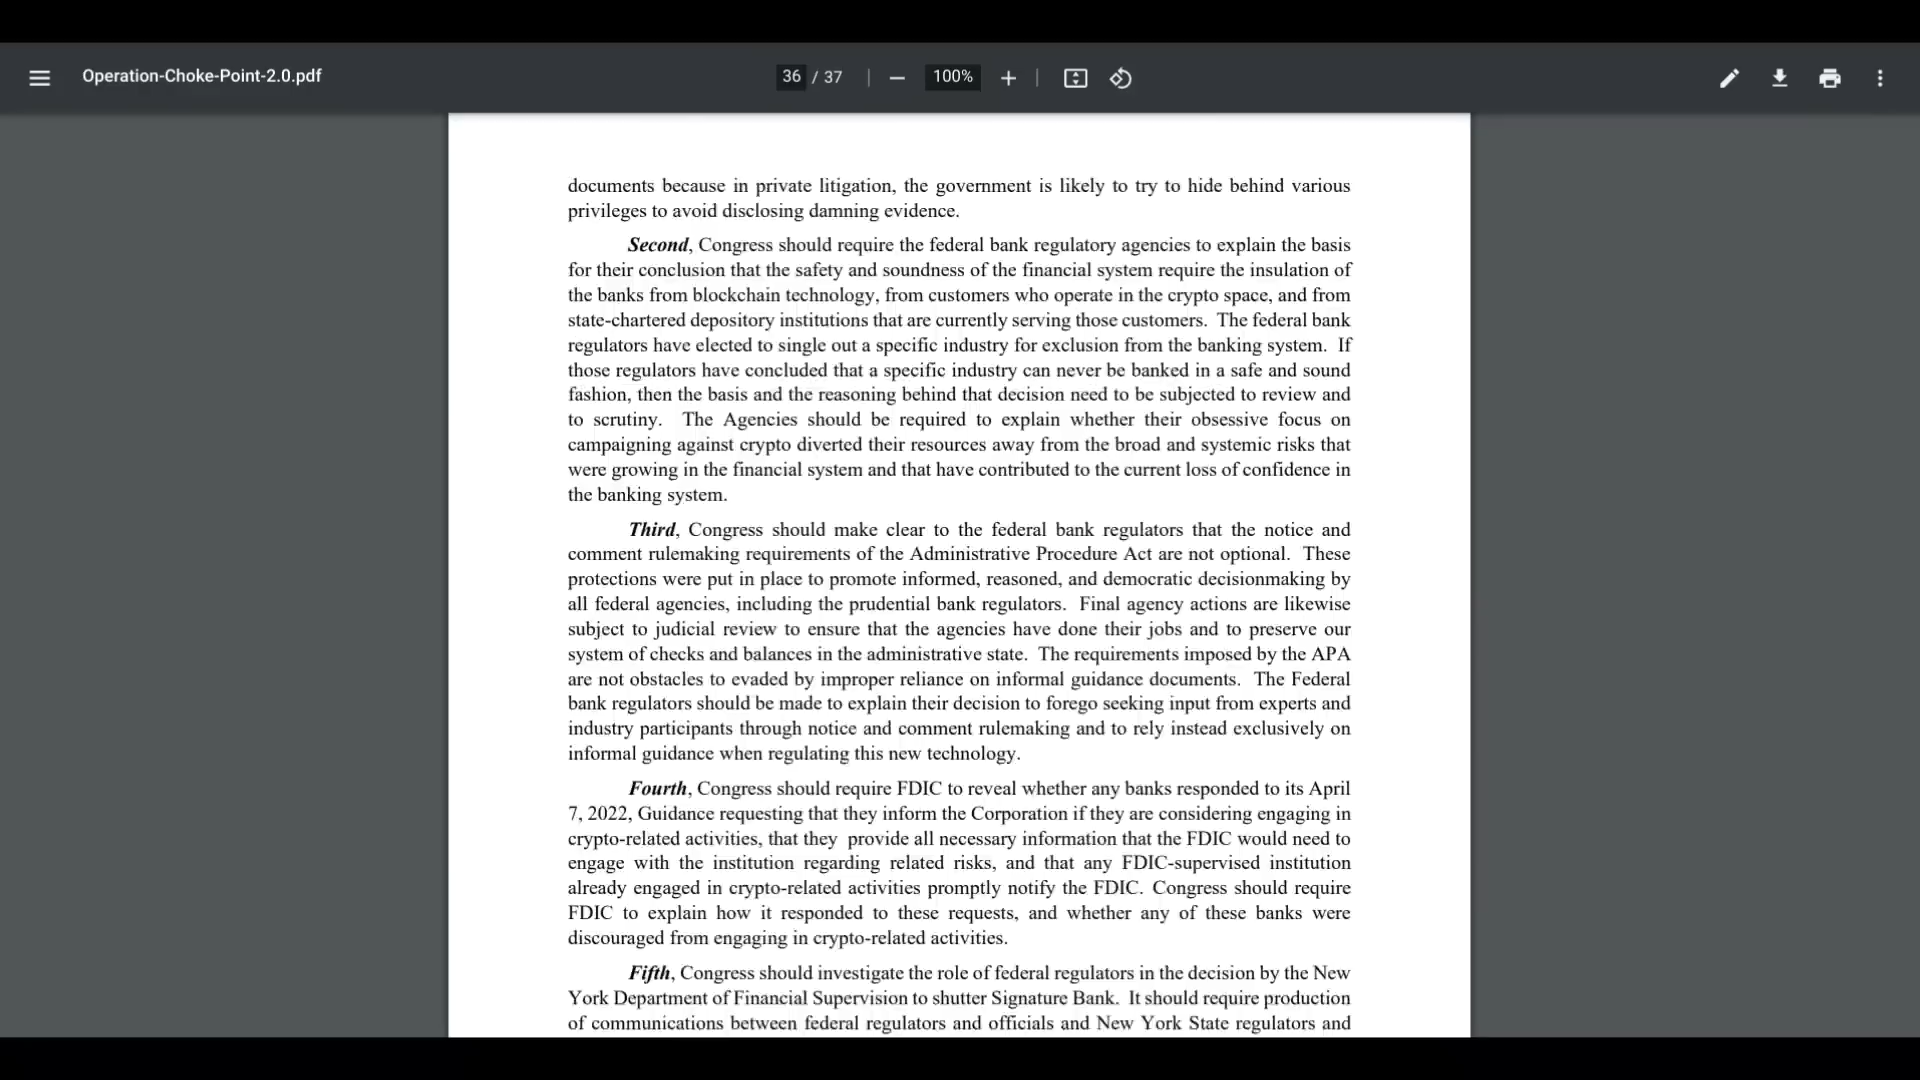 Operation-Choke-Point-2.0.pdf
36 / 37
100%
documents because in private litigation, the government is likely to try to hide behind various
privileges to avoid disclosing damning evidence.
Second, Congress should require the federal bank regulatory agencies to explain the basis
for their conclusion that the safety and soundness of the financial system require the insulation of
the banks from blockchain technology, from customers who operate in the crypto space, and from
state-chartered depository institutions that are currently serving those customers. The federal bank
regulators have elected to single out a specific industry for exclusion from the banking system. If
those regulators have concluded that a specific industry can never be banked in a safe and sound
fashion, then the basis and the reasoning behind that decision need to be subjected to review and
to scrutiny. The Agencies should be required to explain whether their obsessive focus on
campaigning against crypto diverted their resources away from the broad and systemic risks that
were growing in the financial system and that have contributed to the current loss of confidence in
the banking system.
Third, Congress should make clear to the federal bank regulators that the notice and
comment rulemaking requirements of the Administrative Procedure Act are not optional. These
protections were put in place to promote informed, reasoned, and democratic decisionmaking by
all federal agencies, including the prudential bank regulators. Final agency actions are likewise
subject to judicial review to ensure that the agencies have done their jobs and to preserve our
system of checks and balances in the administrative state. The requirements imposed by the APA
are not obstacles to evaded by improper reliance on informal guidance documents. The Federal
bank regulators should be made to explain their decision to forego seeking input from experts and
industry participants through notice and comment rulemaking and to rely instead exclusively on
informal guidance when regulating this new technology.
Fourth, Congress should require FDIC to reveal whether any banks responded to its April
7, 2022, Guidance requesting that they inform the Corporation if they are considering engaging in
crypto-related activities, that they provide all necessary information that the FDIC would need to
engage with the institution regarding related risks, and that any FDIC-supervised institution
already engaged in crypto-related activities promptly notify the FDIC. Congress should require
FDIC to explain how it responded to these requests, and whether any of these banks were
discouraged from engaging in crypto-related activities.
Fifth, Congress should investigate the role of federal regulators in the decision by the New
York Department of Financial Supervision to shutter Signature Bank. It should require production
of communications between federal regulators and officials and New York State regulators and